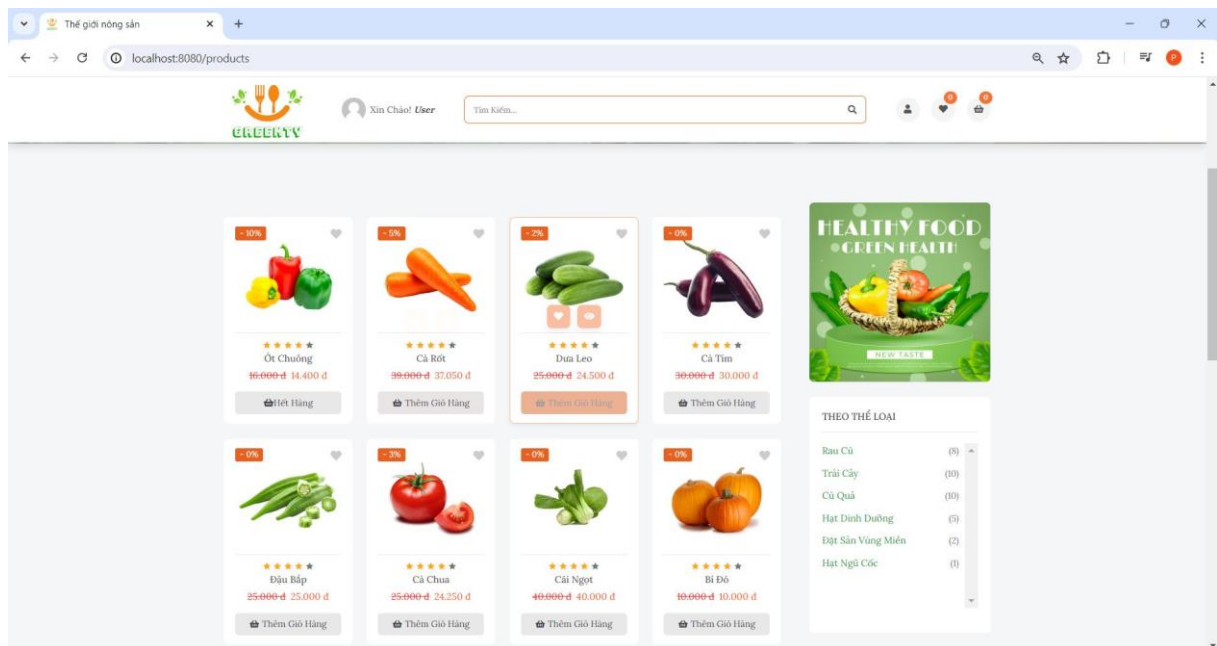 Thế giới nông sản
localhost:8080/products
P
GREENTY
Xin Chào! User
Tìm Kiếm...
0
0
- 10%
- 5%
- 2%
- 0%
Ớt Chuông
Cà Rốt
Dưa Leo
Cà Tím
16.000 đ 14.400 đ
39.000 đ 37.050 đ
25.000 đ 24.500 đ
30.000 đ 30.000 đ
Hết Hàng
Thêm Giỏ Hàng
Thêm Giỏ Hàng
Thêm Giỏ Hàng
- 0%
- 3%
- 0%
- 0%
Đậu Bắp
Cà Chua
Cải Ngọt
Bí Đỏ
25.000 đ 25.000 đ
25.000 đ 24.250 đ
40.000 đ 40.000 đ
10.000 đ 10.000 đ
Thêm Giỏ Hàng
Thêm Giỏ Hàng
Thêm Giỏ Hàng
Thêm Giỏ Hàng
HEALTHY FOOD
GREEN HEALTH
NEW TASTE
THEO THỂ LOẠI
Rau Củ (8)
Trái Cây (10)
Củ Quả (10)
Hạt Dinh Dưỡng (5)
Đặt Sản Vùng Miền (2)
Hạt Ngũ Cốc (1)